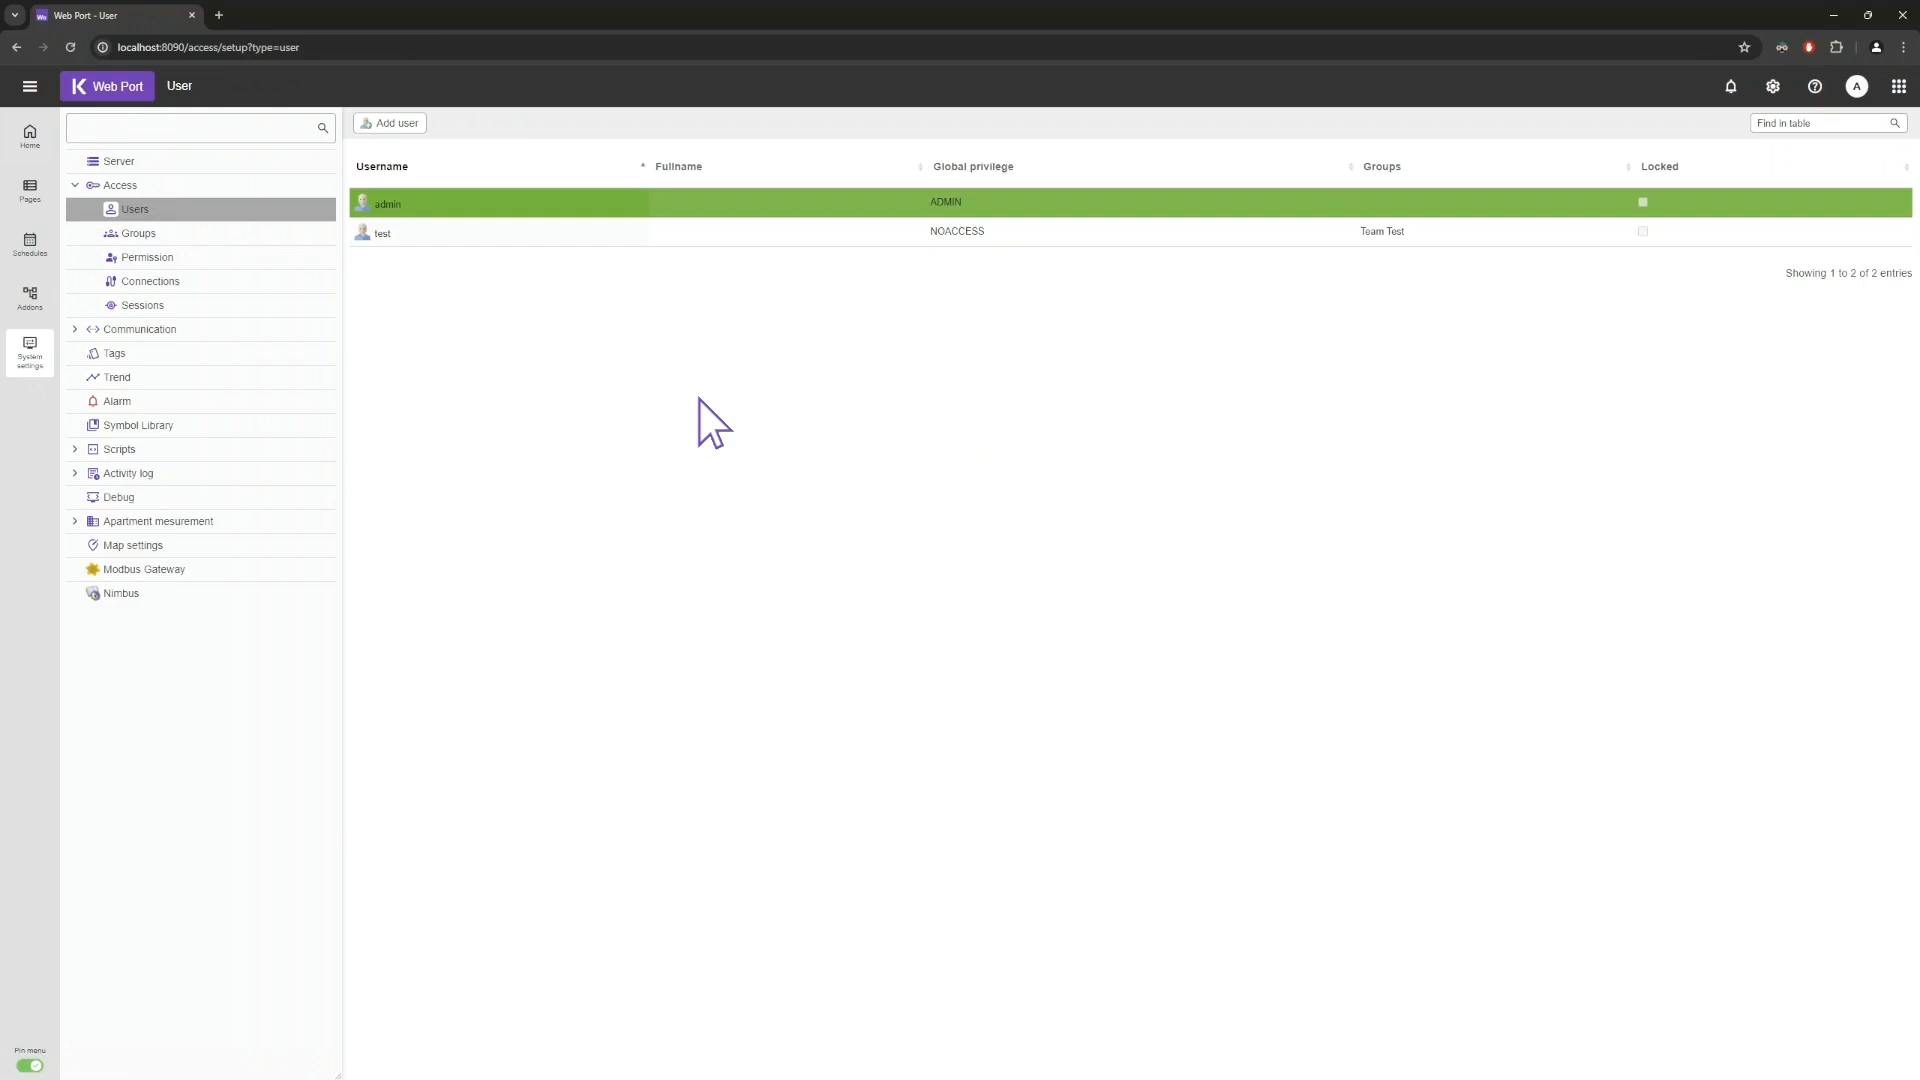 Web Port - User
localhost:8090/access/setup?type=user
Web Port
User
A
Home
Pages
Schedules
Addons
System
settings
Pin menu
Server
Access
Users
Groups
Permission
Connections
Sessions
Communication
Tags
Trend
Alarm
Symbol Library
Scripts
Activity log
Debug
Apartment mesurement
Map settings
Modbus Gateway
Nimbus
Add user
Find in table
Username Fullname Global privilege Groups Locked
admin ADMIN
test NOACCESS Team Test
Showing 1 to 2 of 2 entries